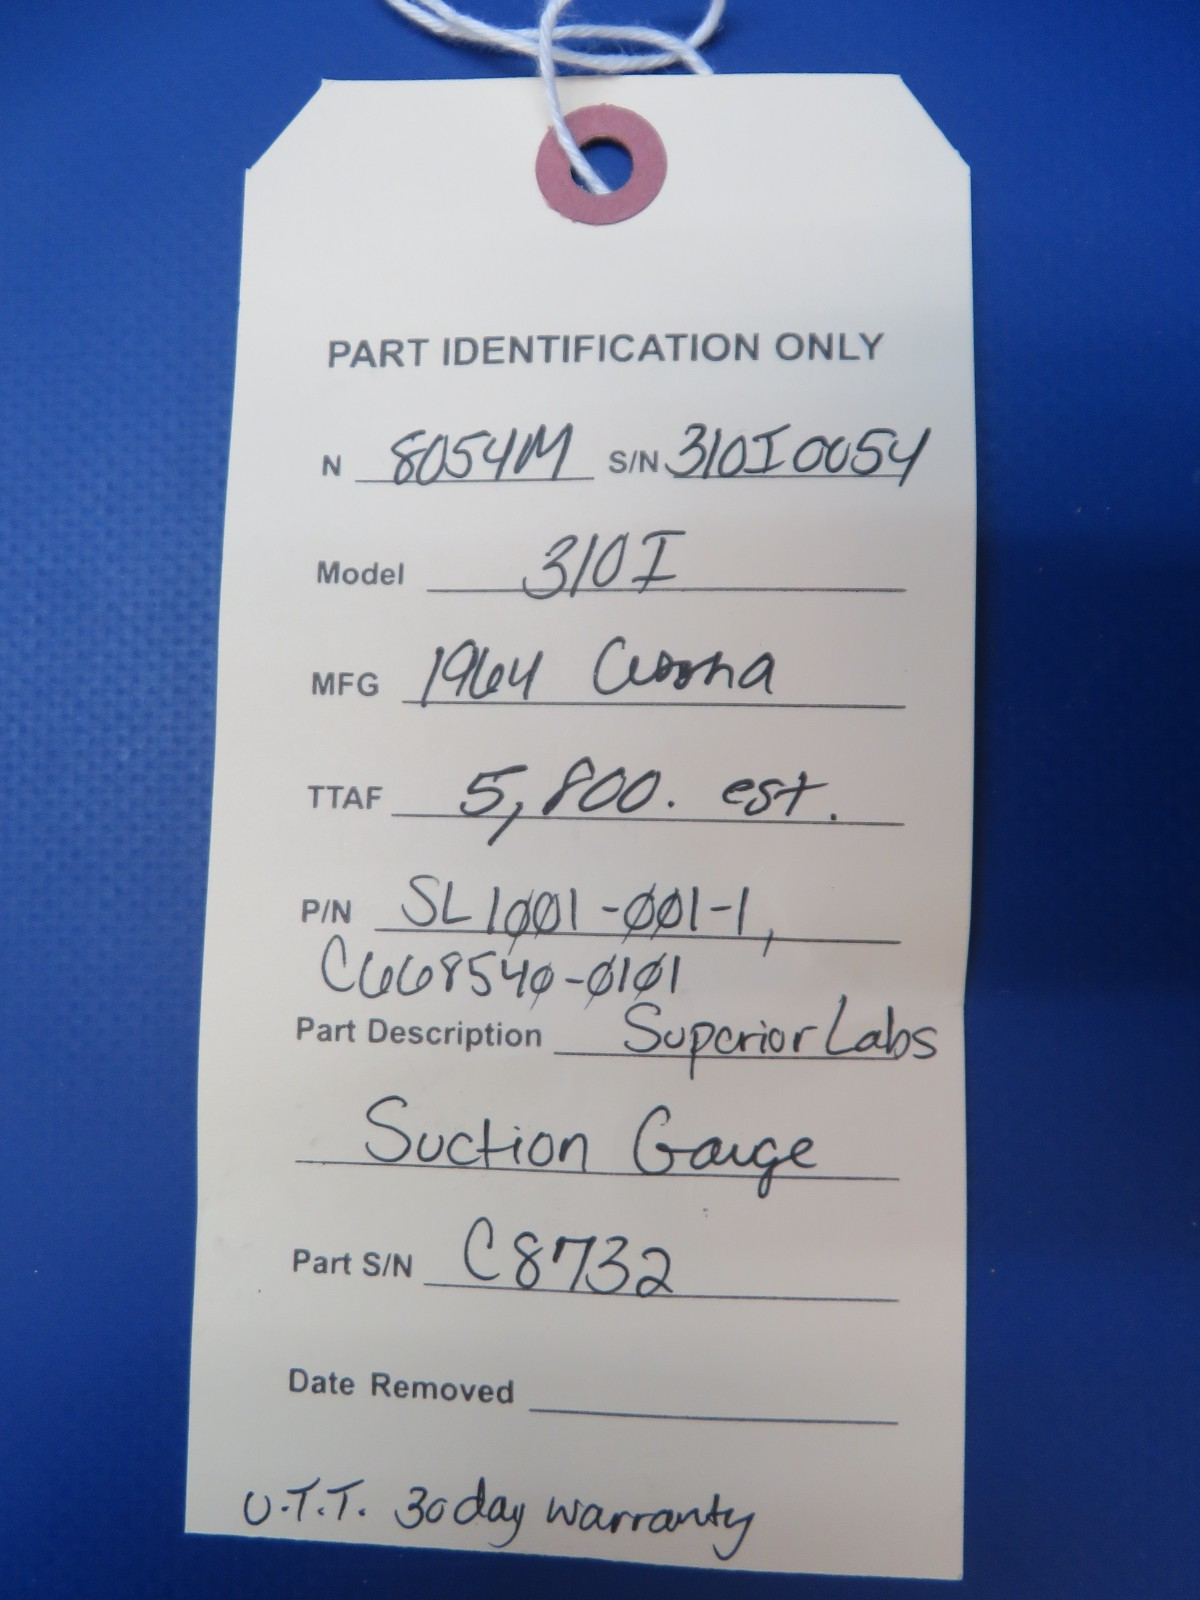 PART IDENTIFICATION ONLY
N 8054M S/N 310I0054
Model 310I
MFG 1964 Cessna
TTAF 5,800. est.
P/N SL1001-001-1,
C668540-0101
Part Description Superior Labs
Suction Gauge
Part S/N C8732
Date Removed
U.T.T. 30 day warranty